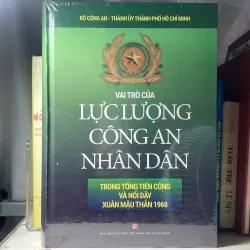 BỘ CÔNG AN - THÀNH ỦY THÀNH PHỐ HỒ CHÍ MINH
VAI TRÒ CỦA
LỰC LƯỢNG
CÔNG AN
NHÂN DÂN
TRONG TỔNG TIẾN CÔNG
VÀ NỔI DẬY
XUÂN MẬU THÂN 1968